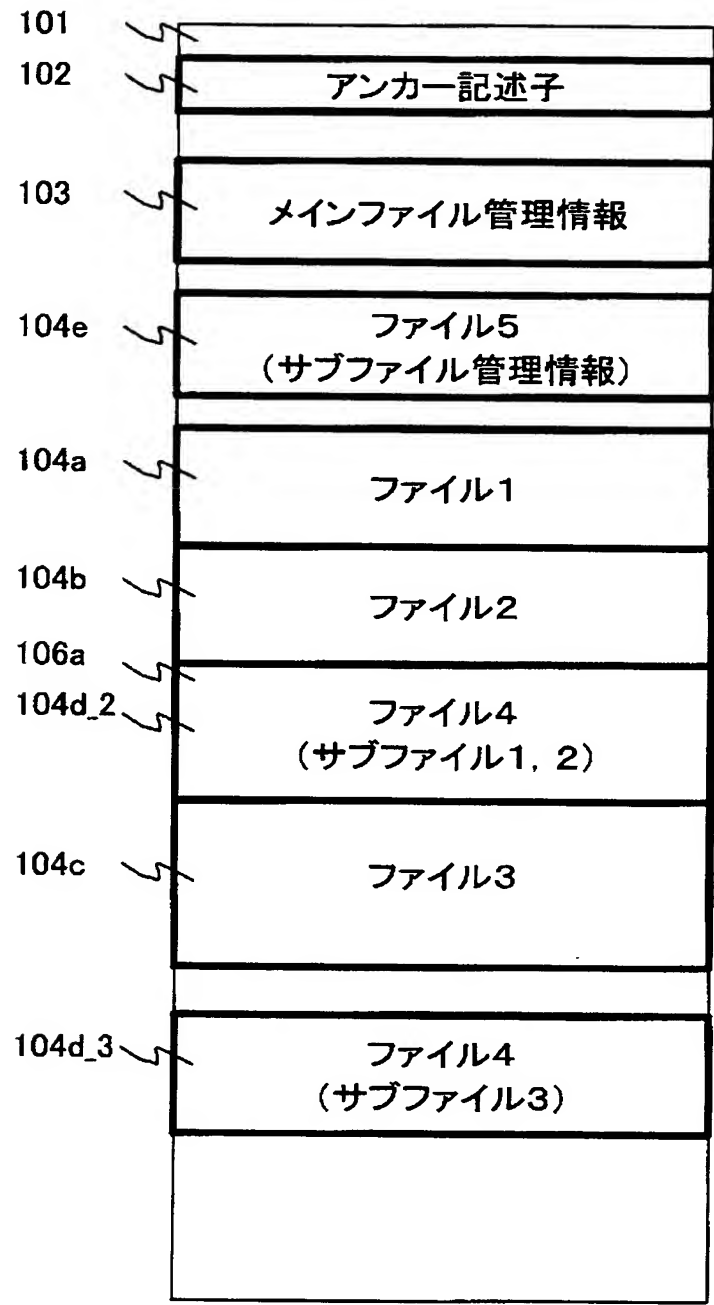 101
102
アンカー記述子
103
メインファイル管理情報
104e
ファイル5
(サブファイル管理情報)
104a
ファイル1
104b
ファイル2
106a
104d_2
ファイル4
(サブファイル1, 2)
104c
ファイル3
104d_3
ファイル4
(サブファイル3)